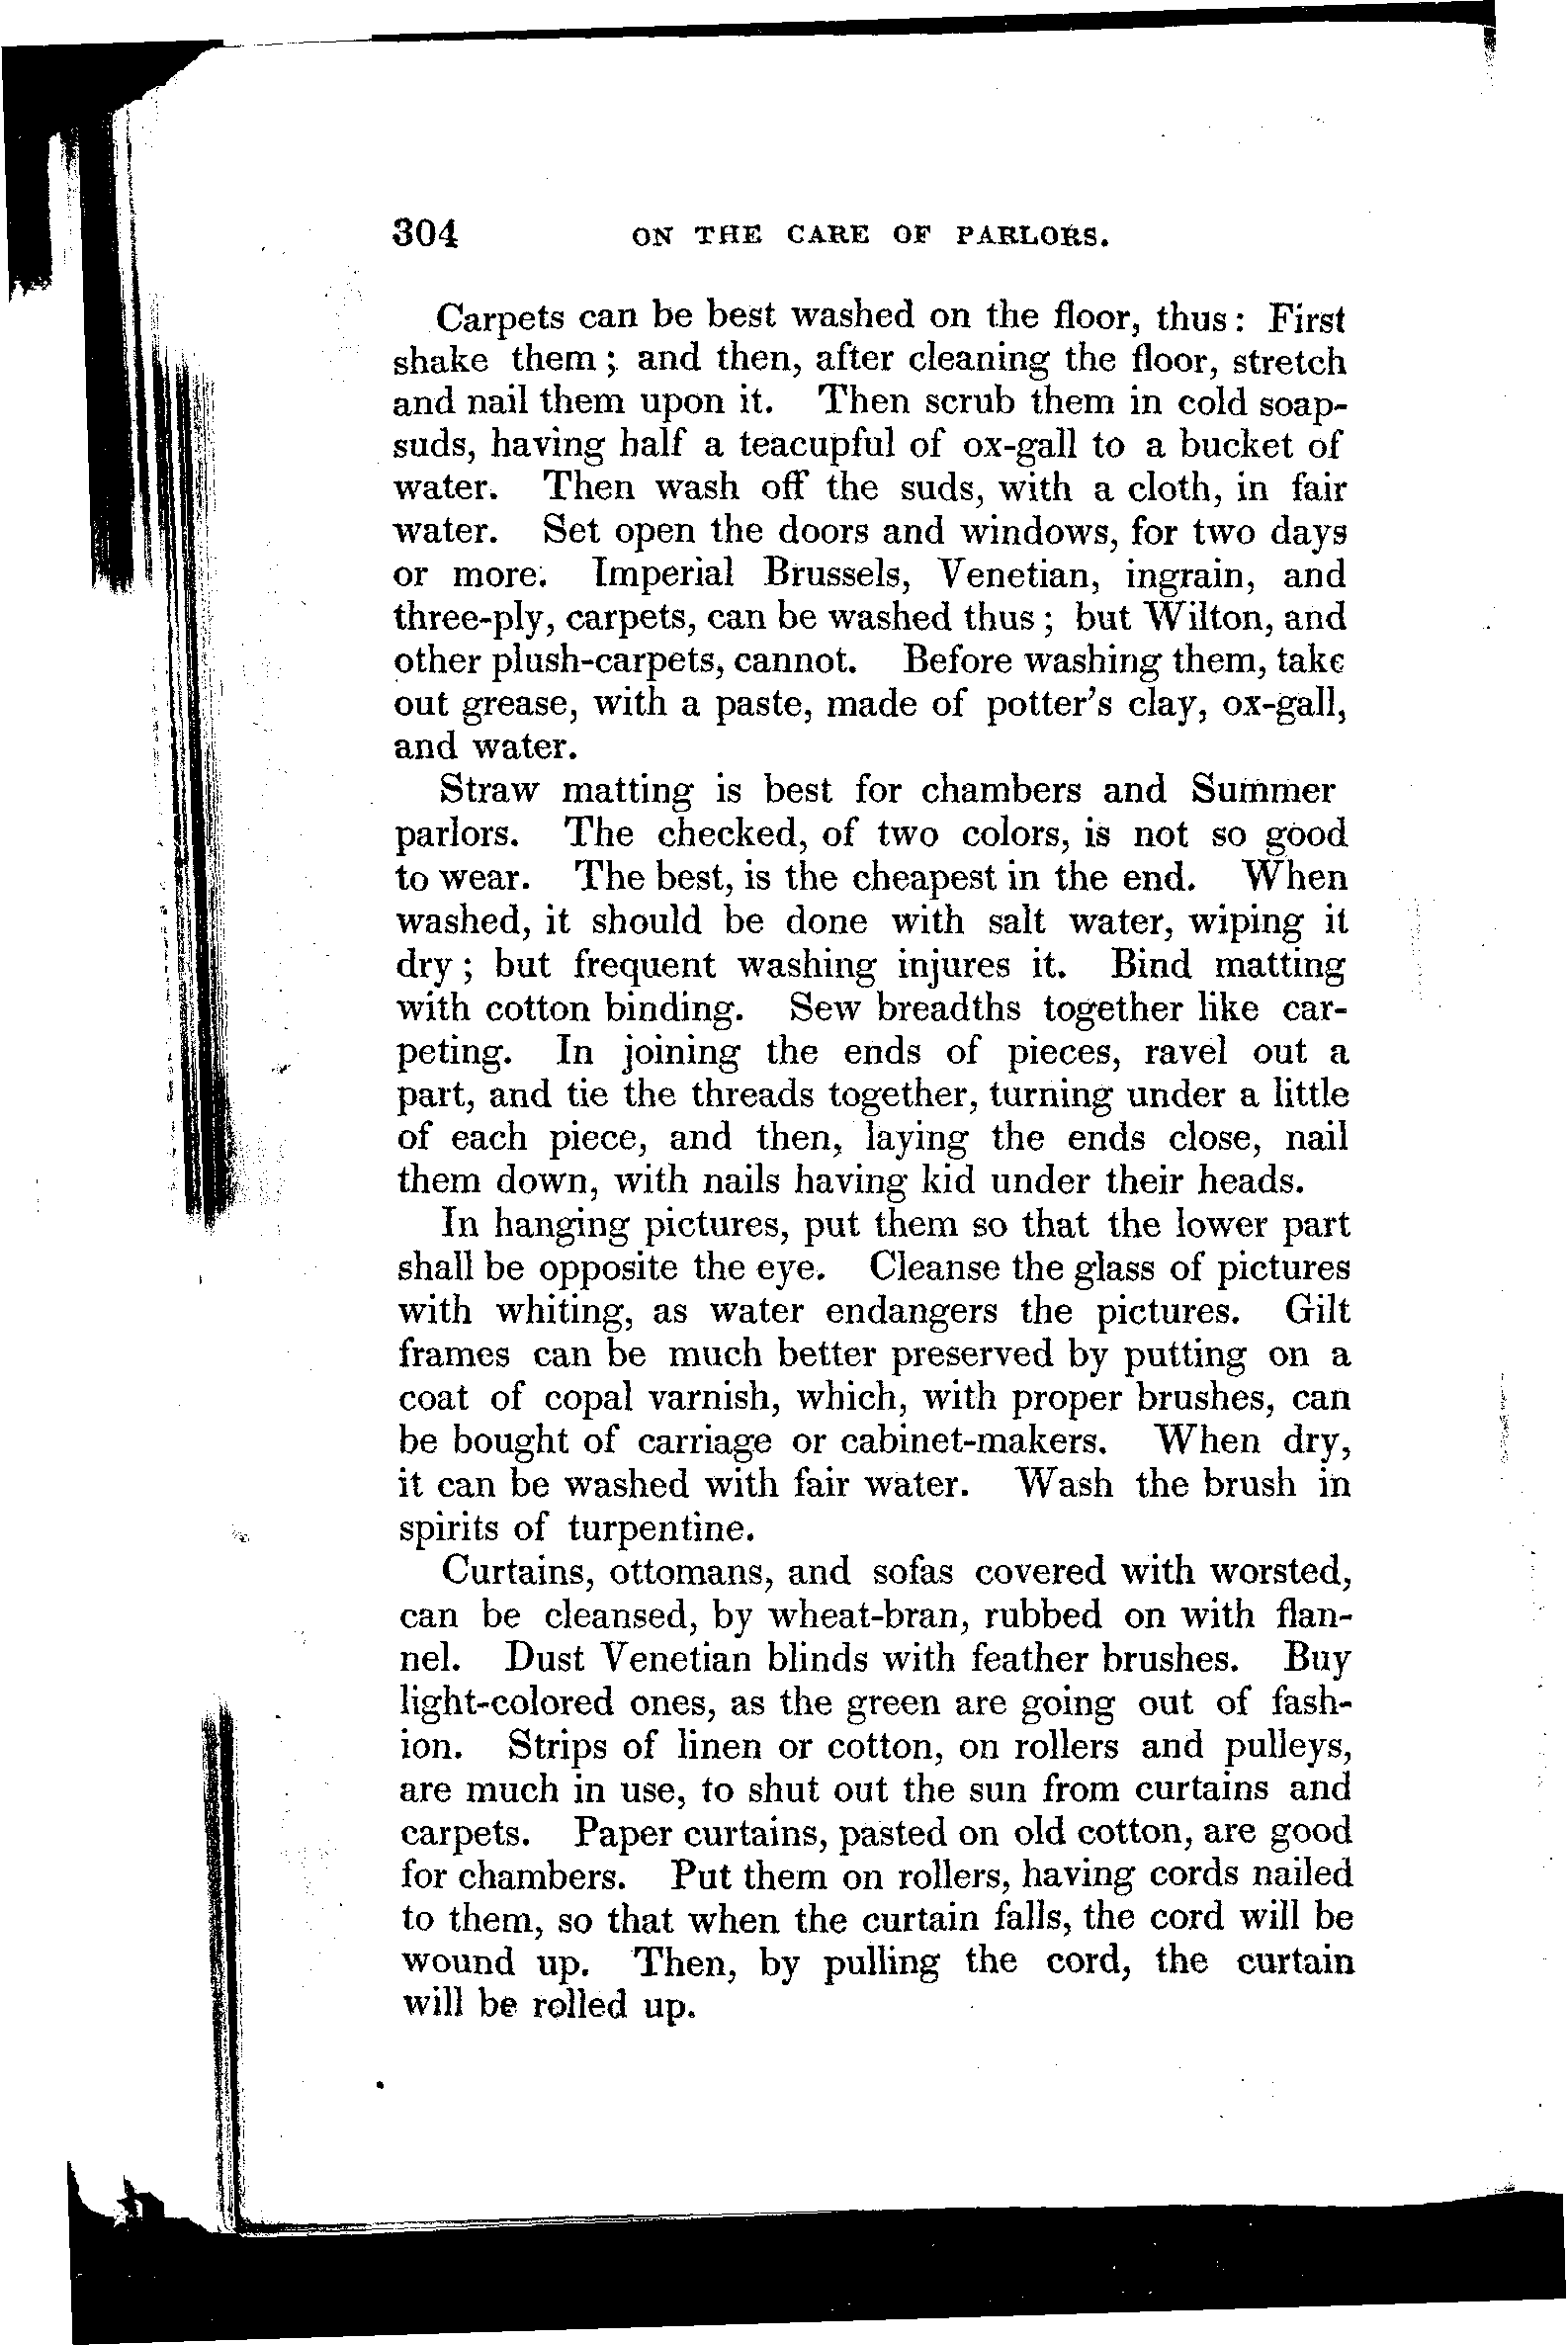 304 ON THE CARE OF PARLORS.
Carpets can be best washed on the floor, thus: First
shake them; and then, after cleaning the floor, stretch
and nail them upon it. Then scrub them in cold soap-
suds, having half a teacupful of ox-gall to a bucket of
water. Then wash off the suds, with a cloth, in fair
water. Set open the doors and windows, for two days
or more. Imperial Brussels, Venetian, ingrain, and
three-ply, carpets, can be washed thus; but Wilton, and
other plush-carpets, cannot. Before washing them, take
out grease, with a paste, made of potter's clay, ox-gall,
and water.
Straw matting is best for chambers and Summer
parlors. The checked, of two colors, is not so good
to wear. The best, is the cheapest in the end. When
washed, it should be done with salt water, wiping it
dry; but frequent washing injures it. Bind matting
with cotton binding. Sew breadths together like car-
peting. In joining the ends of pieces, ravel out a
part, and tie the threads together, turning under a little
of each piece, and then, laying the ends close, nail
them down, with nails having kid under their heads.
In hanging pictures, put them so that the lower part
shall be opposite the eye. Cleanse the glass of pictures
with whiting, as water endangers the pictures. Gilt
frames can be much better preserved by putting on a
coat of copal varnish, which, with proper brushes, can
be bought of carriage or cabinet-makers. When dry,
it can be washed with fair water. Wash the brush in
spirits of turpentine.
Curtains, ottomans, and sofas covered with worsted,
can be cleansed, by wheat-bran, rubbed on with flan-
nel. Dust Venetian blinds with feather brushes. Buy
light-colored ones, as the green are going out of fash-
ion. Strips of linen or cotton, on rollers and pulleys,
are much in use, to shut out the sun from curtains and
carpets. Paper curtains, pasted on old cotton, are good
for chambers. Put them on rollers, having cords nailed
to them, so that when the curtain falls, the cord will be
wound up. Then, by pulling the cord, the curtain
will be rolled up.